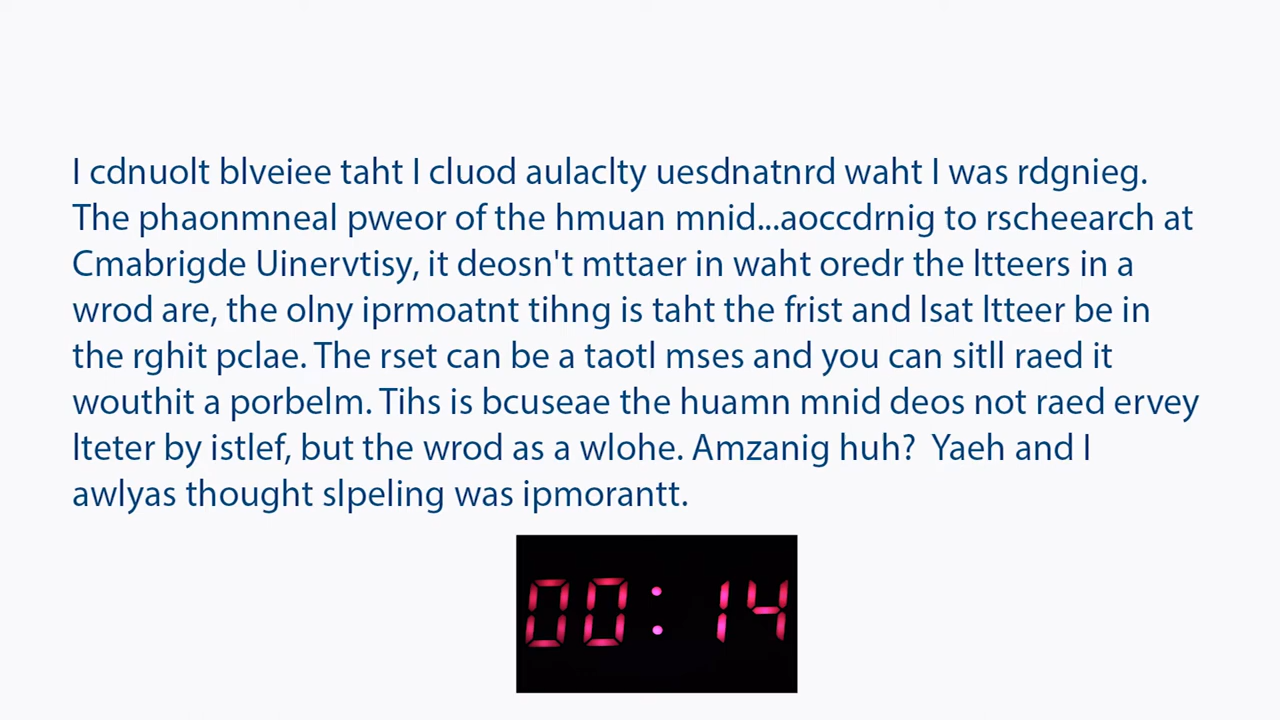 I cdnuolt blveiee taht I cluod aulaclty uesdnatnrd waht I was rdgnieg.
The phaonmneal pweor of the hmuan mnid...aoccdrnig to rscheearch at
Cmabrigde Uinervtisy, it deosn't mttaer in waht oredr the ltteers in a
wrod are, the olny iprmoatnt tihng is taht the frist and lsat ltteer be in
the rghit pclae. The rset can be a taotl mses and you can sitll raed it
wouthit a porbelm. Tihs is bcuseae the huamn mnid deos not raed ervey
lteter by istlef, but the wrod as a wlohe. Amzanig huh?  Yaeh and I
awlyas thought slpeling was ipmorantt.
00:14